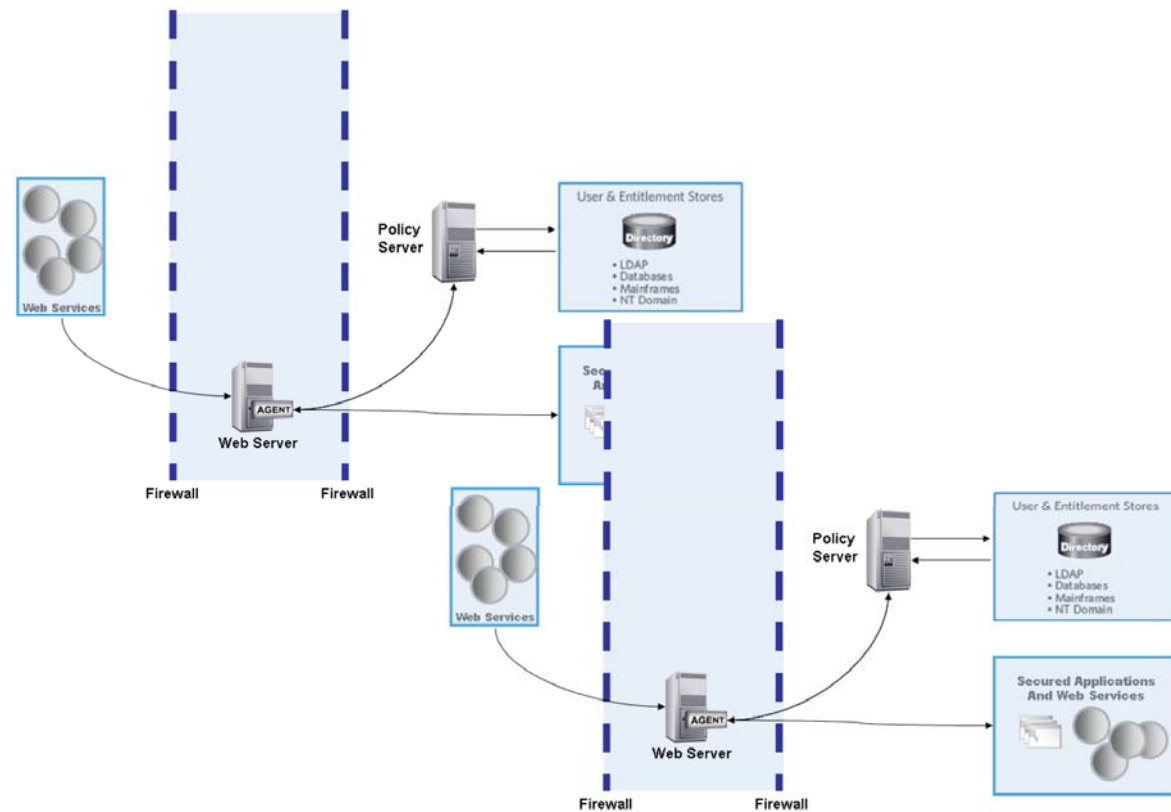 User & Entitlement Stores
Directory
• LDAP
• Databases
• Mainframes
• NT Domain
Policy
Server
Web Services
AGENT
Web Server
Firewall
Firewall
User & Entitlement Stores
Directory
• LDAP
• Databases
• Mainframes
• NT Domain
Policy
Server
Web Services
Secured Applications
And Web Services
AGENT
Web Server
Firewall
Firewall